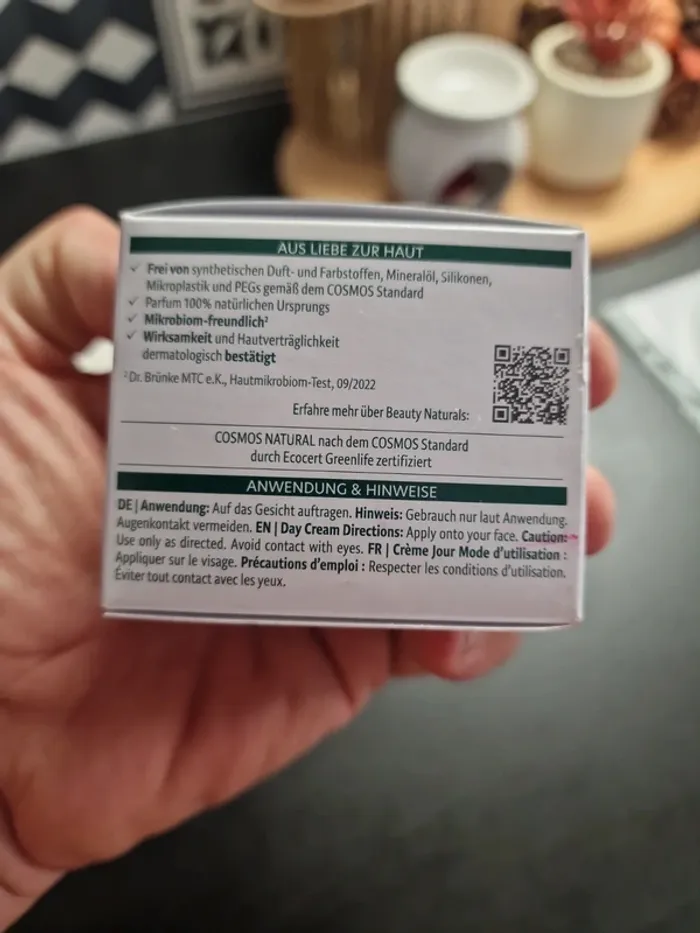 AUS LIEBE ZUR HAUT
✓ Frei von synthetischen Duft- und Farbstoffen, Mineralöl, Silikonen,
Mikroplastik und PEGs gemäß dem COSMOS Standard
✓ Parfum 100% natürlichen Ursprungs
✓ Mikrobiom-freundlich²
✓ Wirksamkeit und Hautverträglichkeit
dermatologisch bestätigt
²Dr. Brünke MTC e.K., Hautmikrobiom-Test, 09/2022
Erfahre mehr über Beauty Naturals:
COSMOS NATURAL nach dem COSMOS Standard
durch Ecocert Greenlife zertifiziert
ANWENDUNG & HINWEISE
DE | Anwendung: Auf das Gesicht auftragen. Hinweis: Gebrauch nur laut Anwendung.
Augenkontakt vermeiden. EN | Day Cream Directions: Apply onto your face. Caution:
Use only as directed. Avoid contact with eyes. FR | Crème Jour Mode d'utilisation :
Appliquer sur le visage. Précautions d'emploi : Respecter les conditions d'utilisation.
Éviter tout contact avec les yeux.